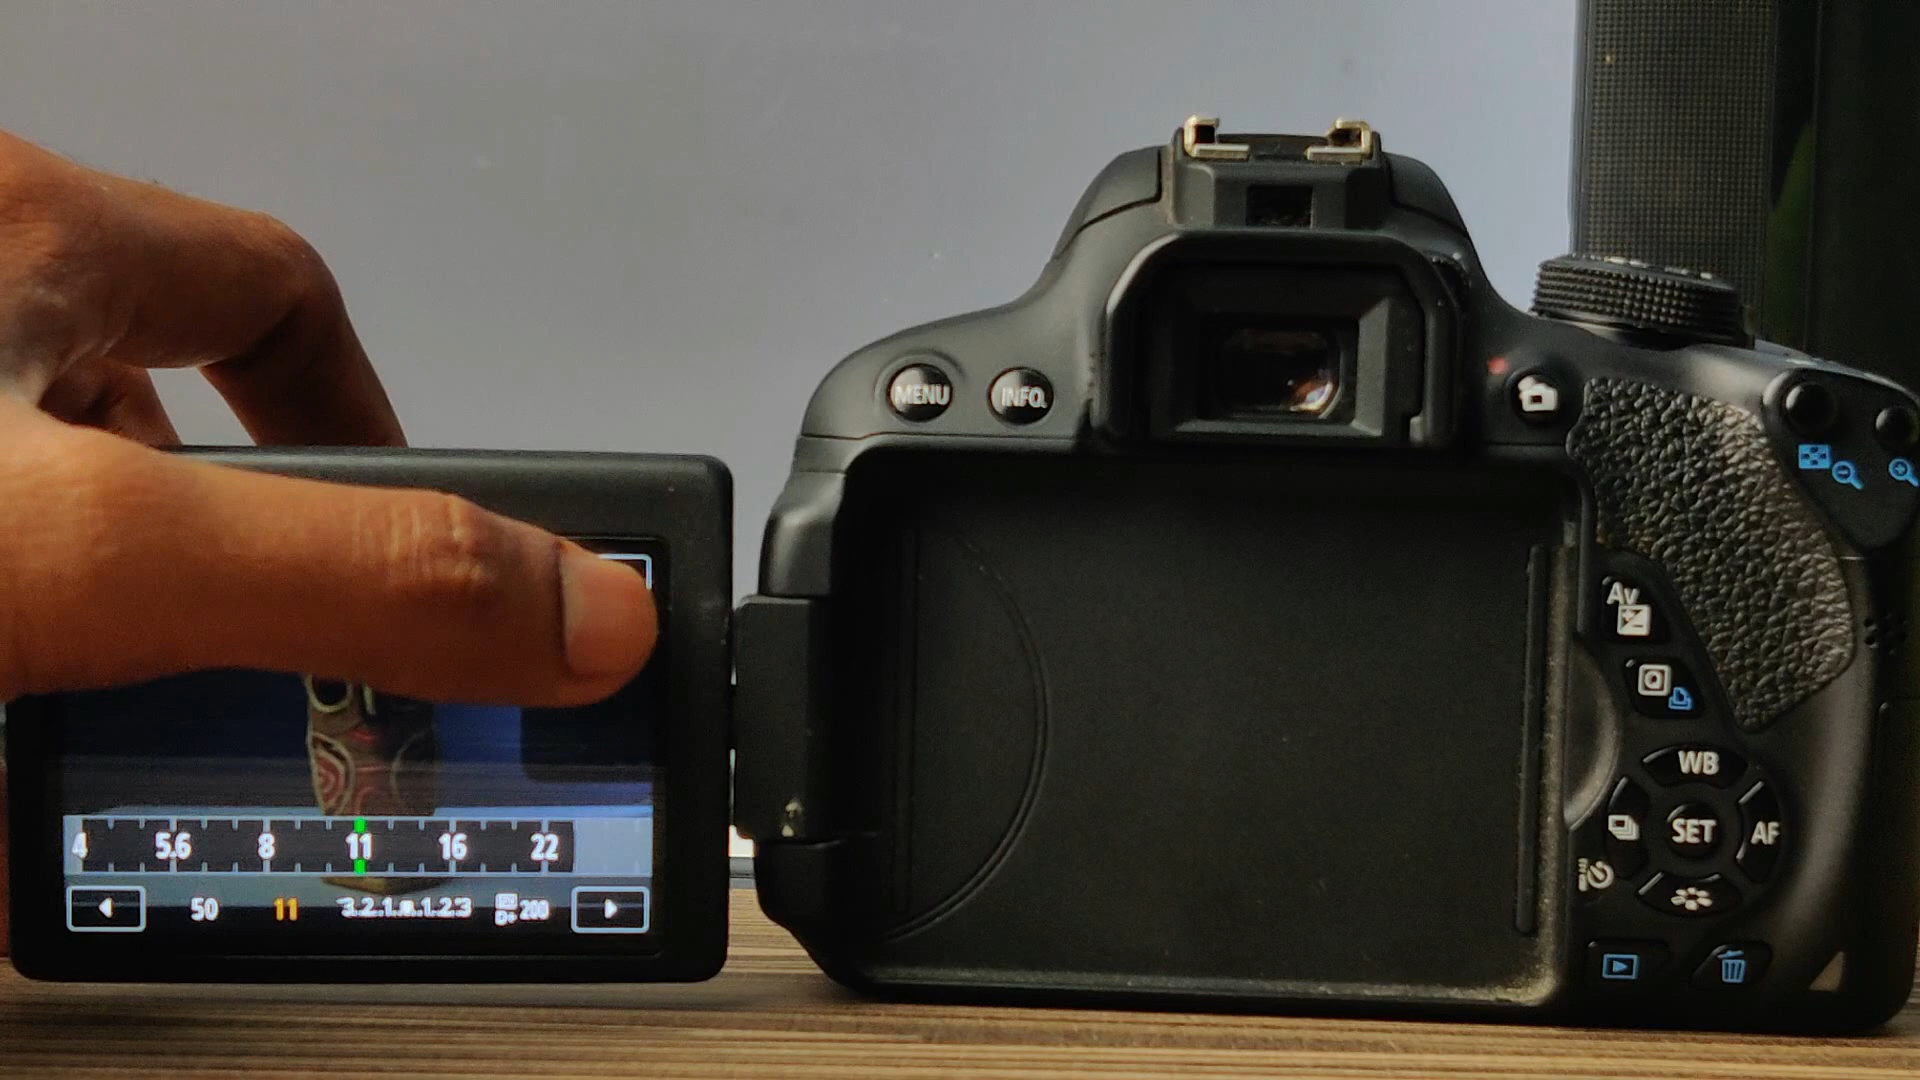 MENU INFO.
Av
Q
WB
SET
AF
4 5.6 8 11 16 22
50 11 3..2..1..0..1..2..3 D+ 200